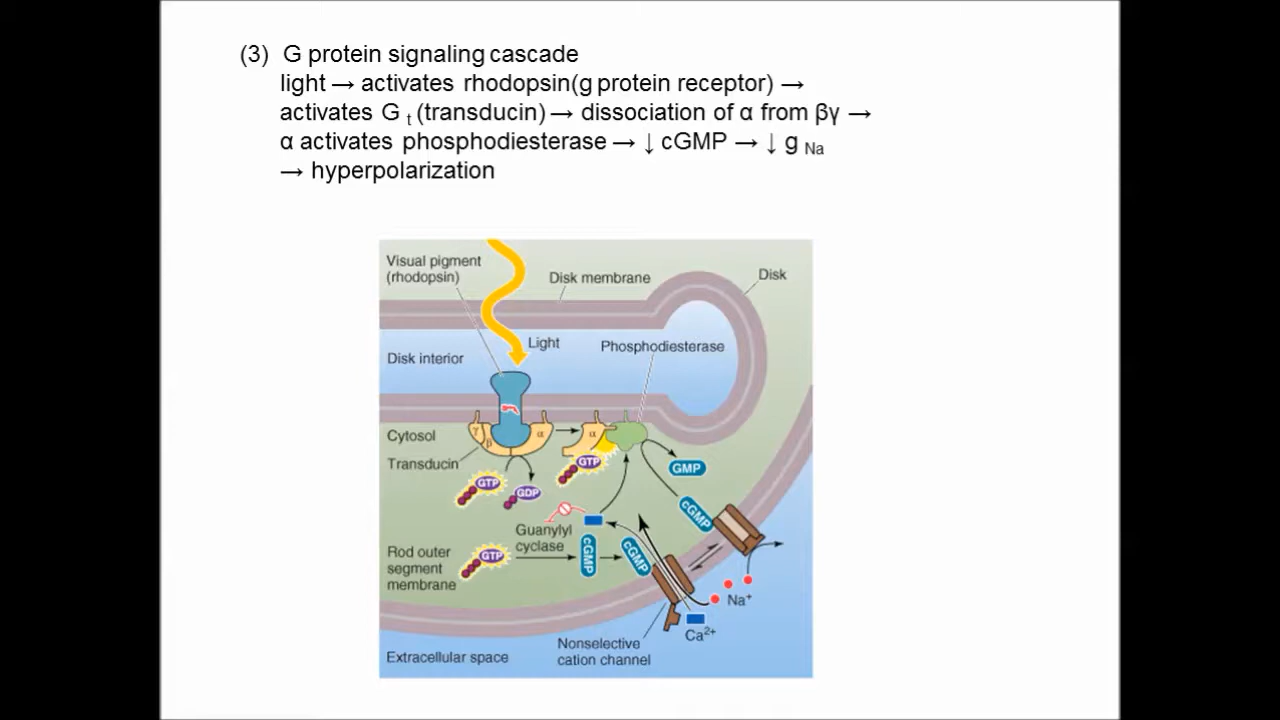 (3) G protein signaling cascade
light → activates rhodopsin(g protein receptor) →
activates G t (transducin) → dissociation of α from βγ →
α activates phosphodiesterase → ↓ cGMP → ↓ g Na
→ hyperpolarization
Visual pigment
(rhodopsin)
Disk membrane
Disk
Light
Phosphodiesterase
Disk interior
Cytosol
γ
β
α
α
Transducin
GTP
GDP
GTP
GMP
cGMP
Guanylyl
cyclase
Rod outer
segment
membrane
GTP
cGMP
cGMP
Na⁺
Ca²⁺
Nonselective
cation channel
Extracellular space